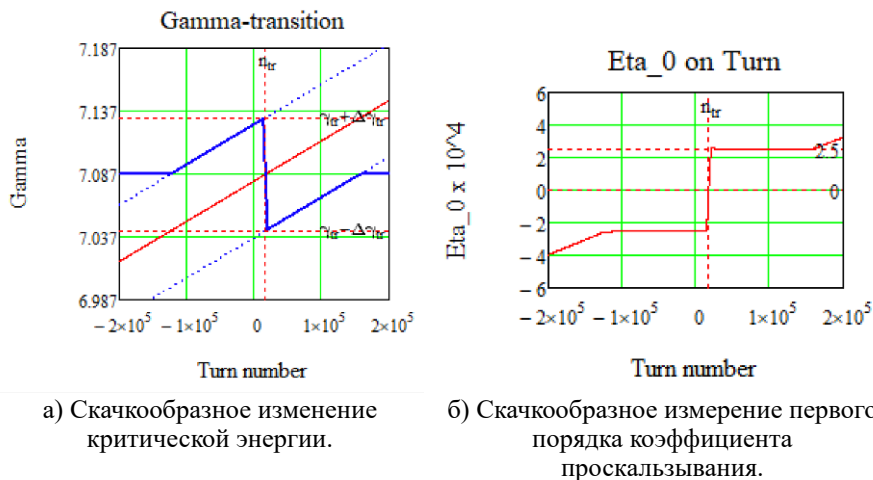 Gamma-transition
7.187
7.137
7.087
7.037
6.987
Gamma
n_tr
γ_tr+Δγ_tr
γ_tr−Δγ_tr
−2×10^5 −1×10^5 0 1×10^5 2×10^5
Turn number
а) Скачкообразное изменение
критической энергии.
Eta_0 on Turn
6
4
2
0
−2
−4
−6
Eta_0 x 10^4
n_tr
2.5
0
−2×10^5 −1×10^5 0 1×10^5 2×10^5
Turn number
б) Скачкообразное измерение первого
порядка коэффициента
проскальзывания.